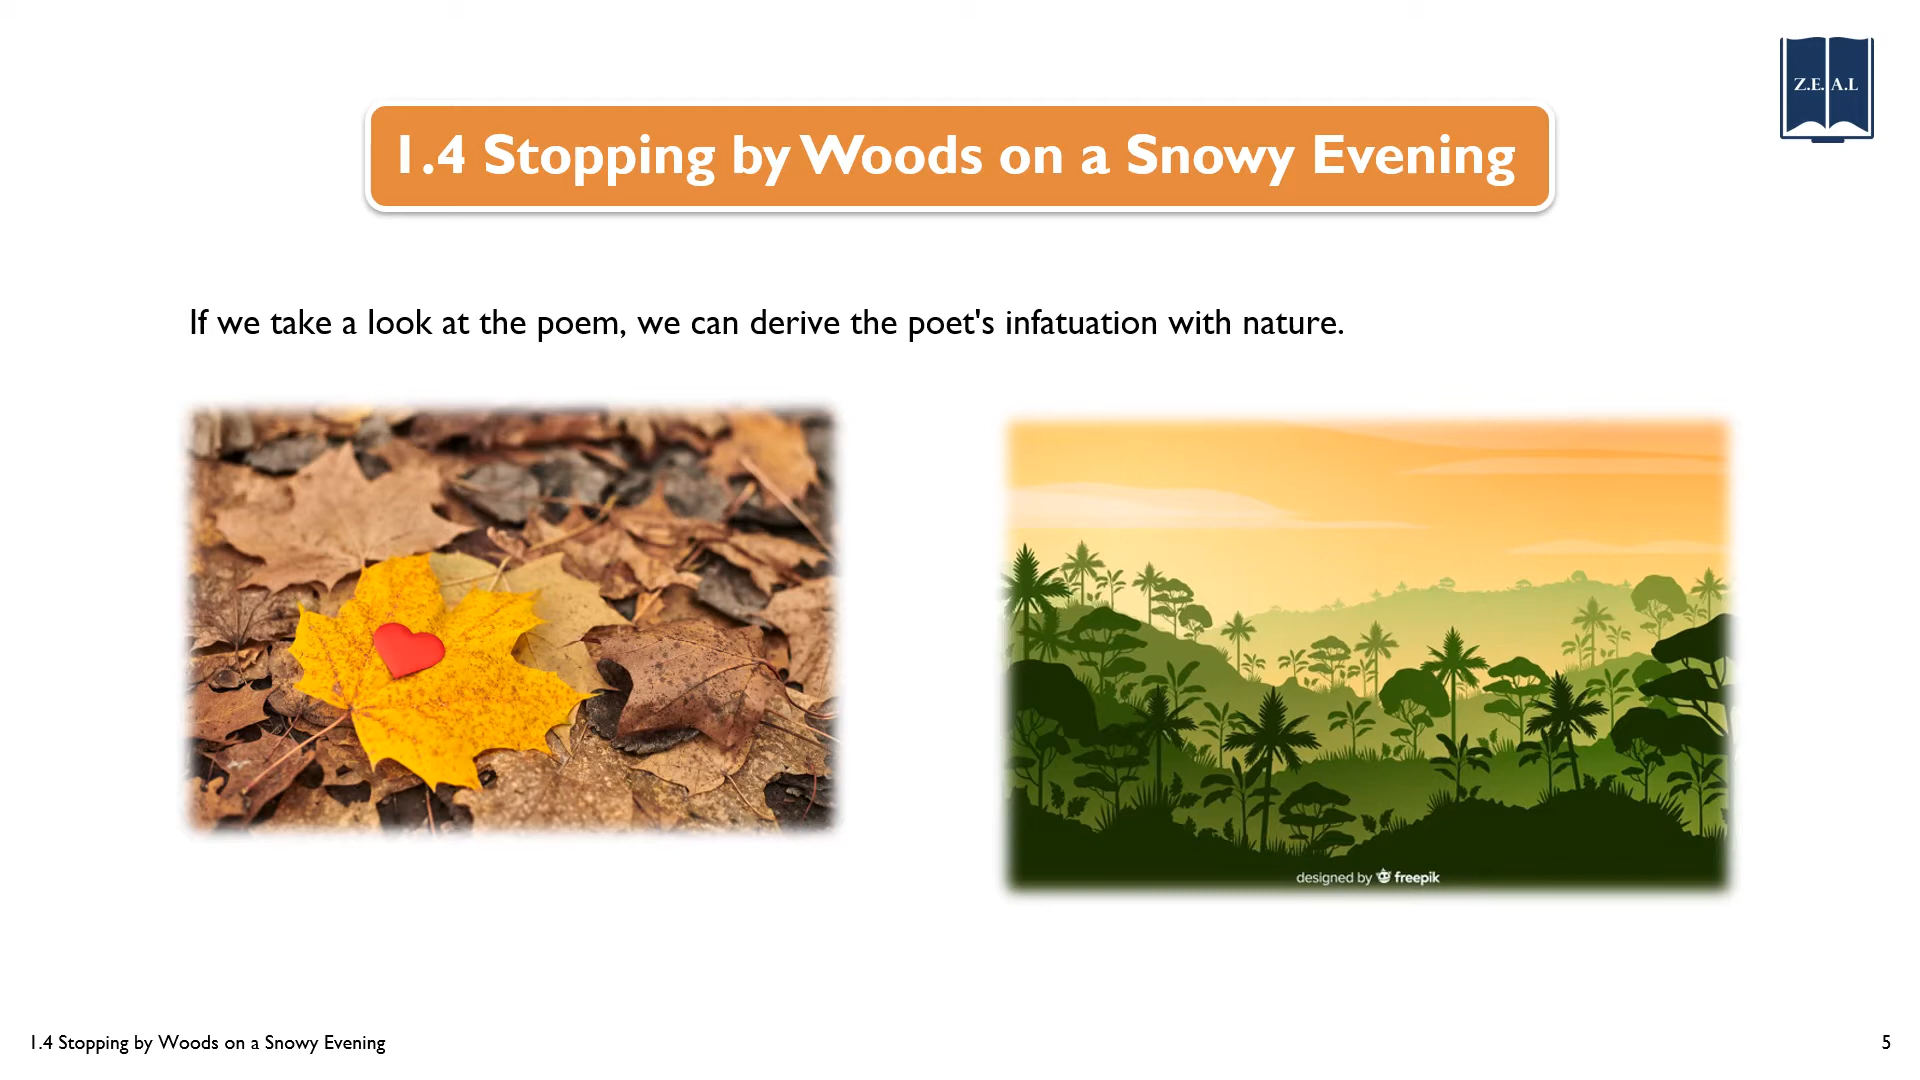 Z.E.A.L
1.4 Stopping by Woods on a Snowy Evening
If we take a look at the poem, we can derive the poet's infatuation with nature.
designed by freepik
1.4 Stopping by Woods on a Snowy Evening
5